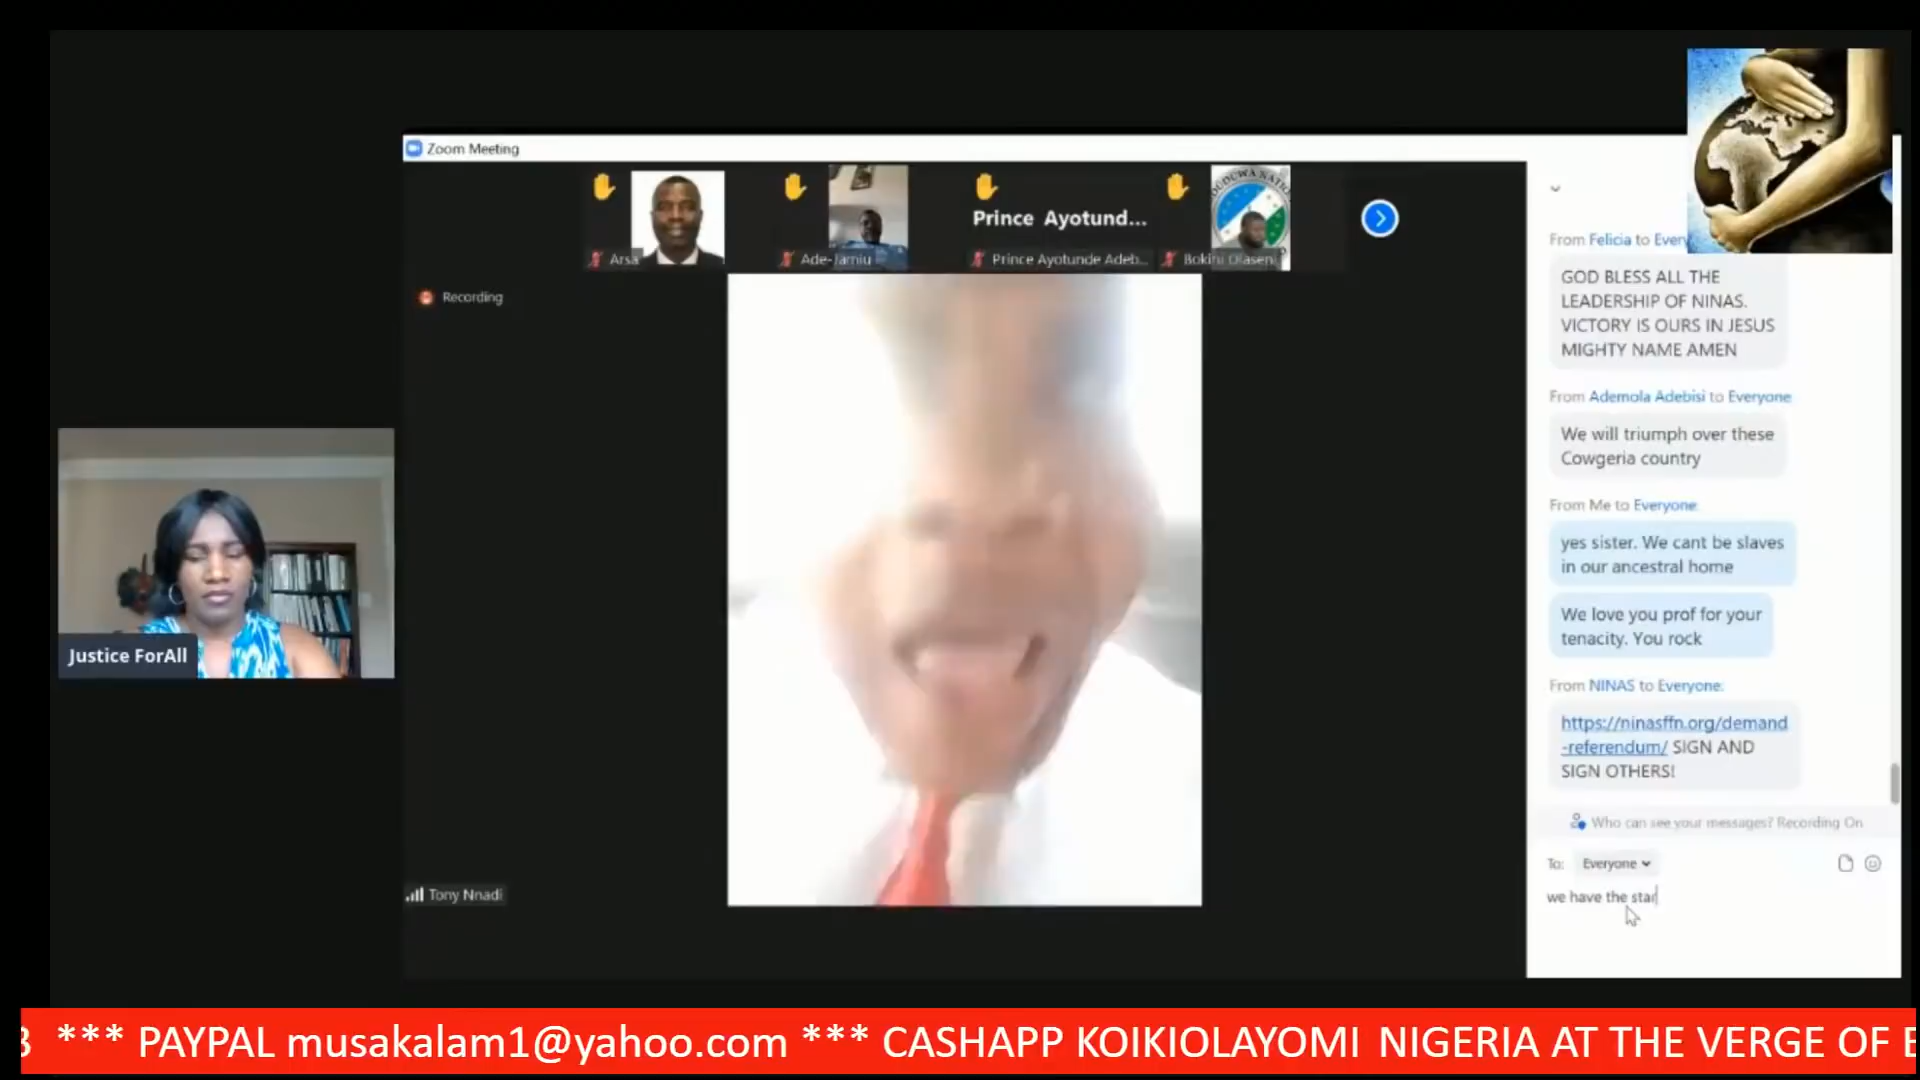 Zoom Meeting
Prince Ayotund...
Arsa
Ade-Jamiu
Prince Ayotunde Adeb...
Bokini Olasen
ODUDUWA NATIO
Recording
Tony Nnadi
Justice ForAll
From Felicia to Every
GOD BLESS ALL THE
LEADERSHIP OF NINAS.
VICTORY IS OURS IN JESUS
MIGHTY NAME AMEN
From Ademola Adebisi to Everyone
We will triumph over these
Cowgeria country
From Me to Everyone:
yes sister. We cant be slaves
in our ancestral home
We love you prof for your
tenacity. You rock
From NINAS to Everyone:
https://ninasffn.org/demand
-referendum/ SIGN AND
SIGN OTHERS!
Who can see your messages? Recording On
To: Everyone
we have the star
*** PAYPAL musakalam1@yahoo.com *** CASHAPP KOIKIOLAYOMI NIGERIA AT THE VERGE OF